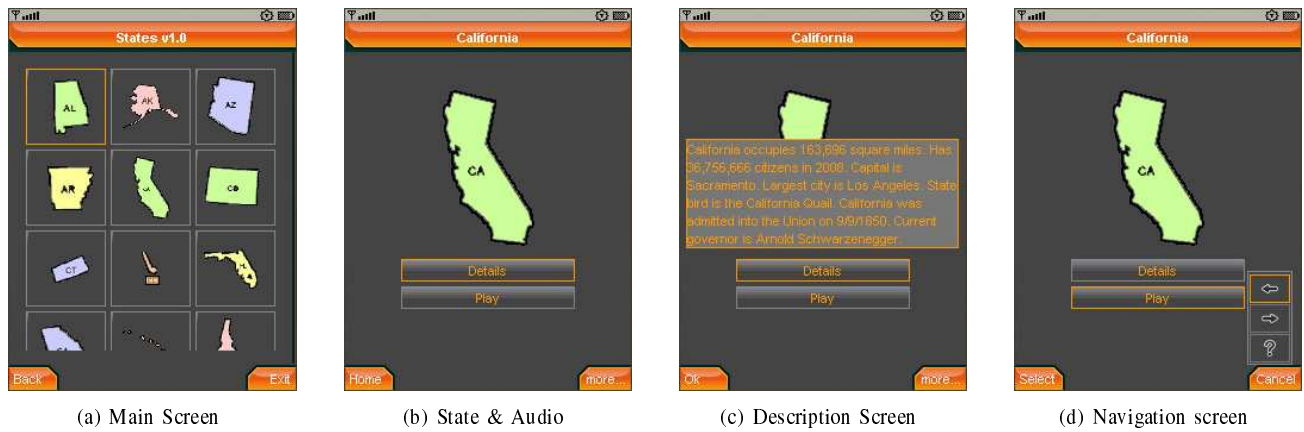 States v1.0
AL
AK
AZ
AR
CA
CO
CT
DE
FL
GA
Back
Exit
(a) Main Screen
California
CA
Details
Play
Home
more...
(b) State & Audio
California
California occupies 163,696 square miles. Has
36,756,666 citizens in 2008. Capital is
Sacramento. Largest city is Los Angeles. State
bird is the California Quail. California was
admitted into the Union on 9/9/1850. Current
governor is Arnold Schwarzenegger.
Details
Play
Ok
more...
(c) Description Screen
California
CA
Details
Play
?
Select
Cancel
(d) Navigation screen